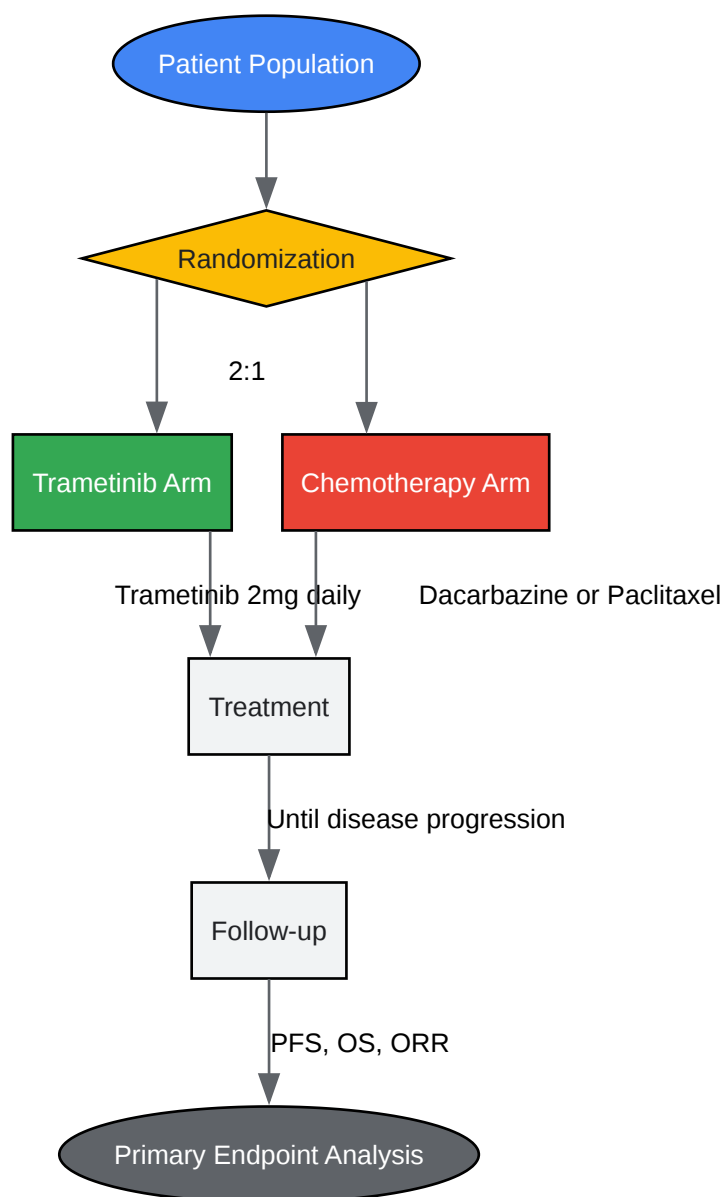 Patient Population
Randomization
2:1
Trametinib Arm
Chemotherapy Arm
Trametinib 2mg daily
Dacarbazine or Paclitaxel
Treatment
Until disease progression
Follow-up
PFS, OS, ORR
Primary Endpoint Analysis